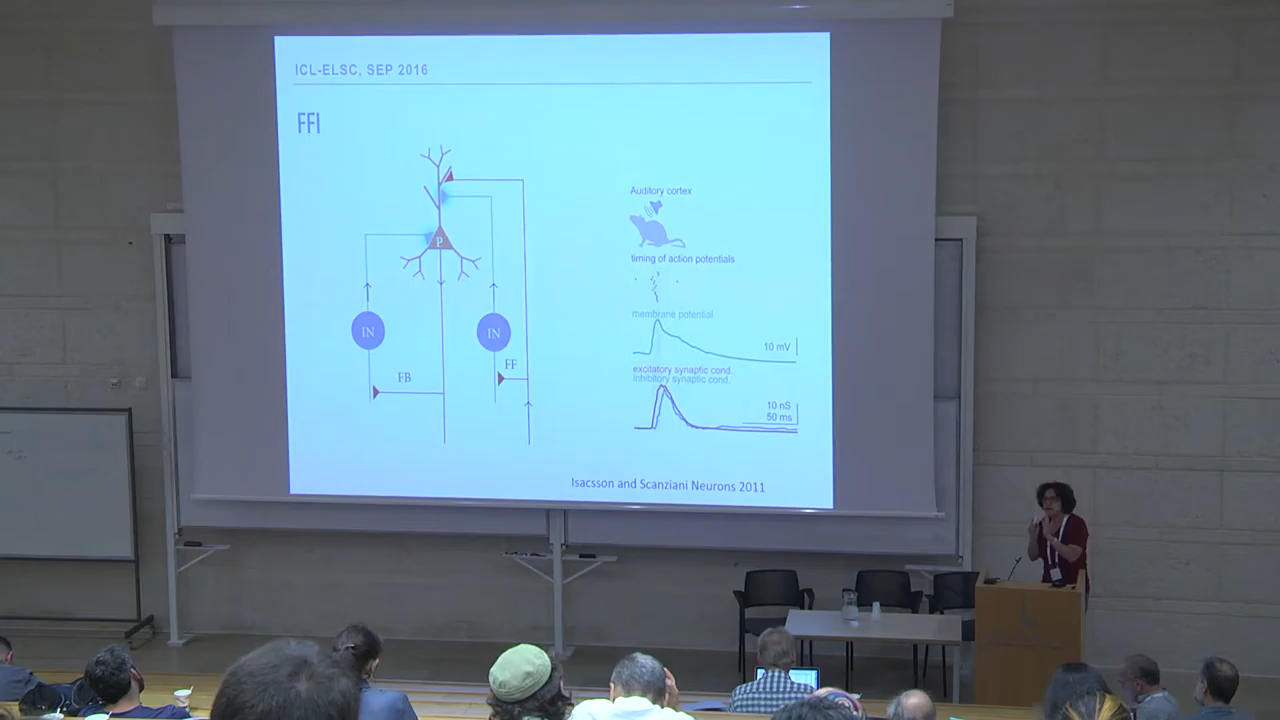 ICL-ELSC, SEP 2016
FFI
P
IN
IN
FB
FF
Auditory cortex
timing of action potentials
membrane potential
10 mV
excitatory synaptic cond.
inhibitory synaptic cond.
10 nS
50 ms
Isacsson and Scanziani Neurons 2011